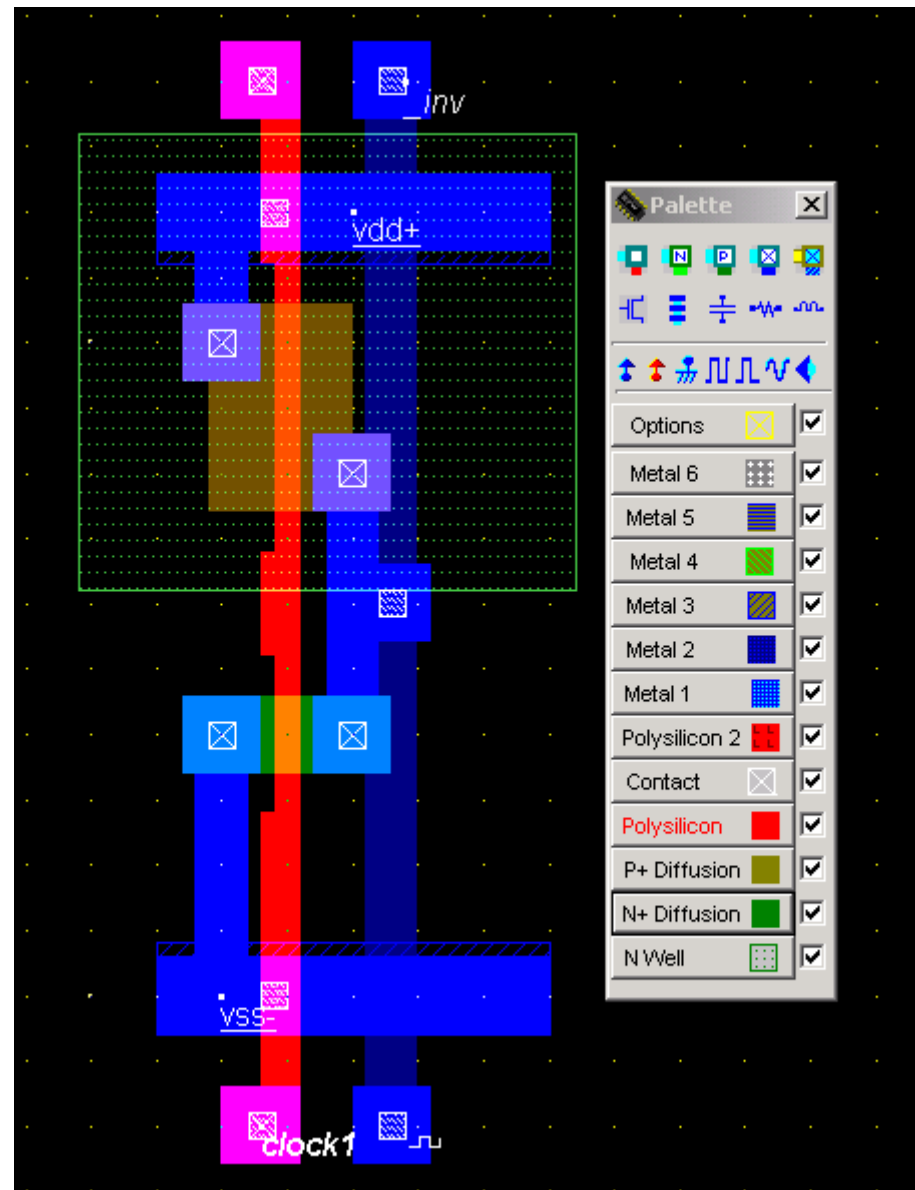 _inv
vdd+
Palette
N P
Options
Metal 6
Metal 5
Metal 4
Metal 3
Metal 2
Metal 1
Polysilicon 2
Contact
Polysilicon
P+ Diffusion
N+ Diffusion
N Well
VSS-
clock1